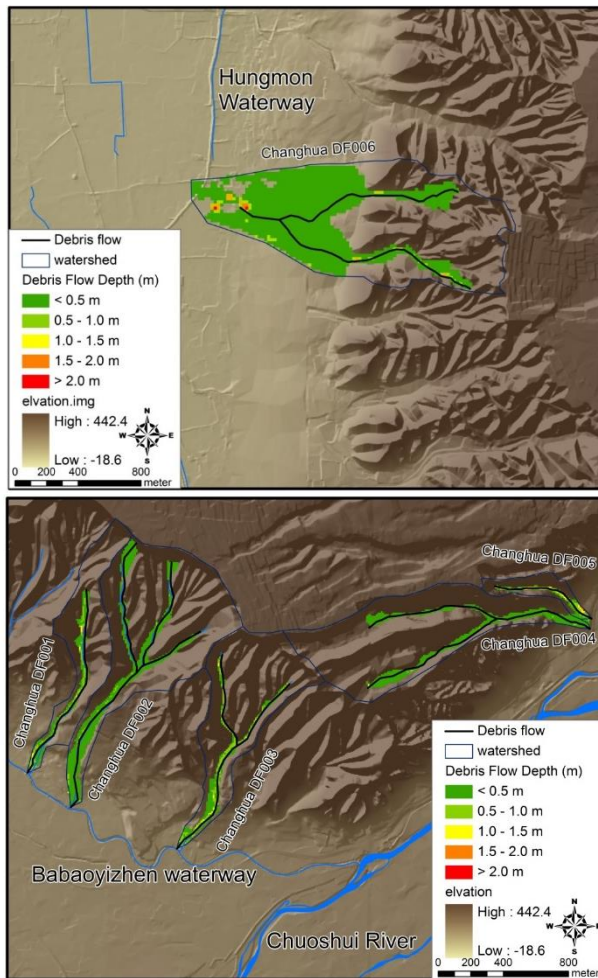 Hungmon
Waterway
Changhua DF006
Debris flow
watershed
Debris Flow Depth (m)
< 0.5 m
0.5 - 1.0 m
1.0 - 1.5 m
1.5 - 2.0 m
> 2.0 m
elvation.img
High : 442.4
Low : -18.6
N
W E
S
0 200 400 800
meter
Changhua DF005
Changhua DF004
Changhua DF001
Changhua DF002
Changhua DF003
Babaoyizhen waterway
Chuoshui River
Debris flow
watershed
Debris Flow Depth (m)
< 0.5 m
0.5 - 1.0 m
1.0 - 1.5 m
1.5 - 2.0 m
> 2.0 m
elvation
High : 442.4
Low : -18.6
N
W E
S
0 200 400 800
meter